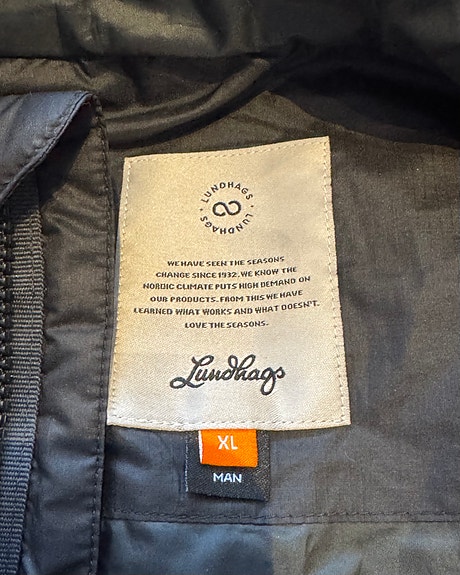 LUNDHAGS · LUNDHAGS ·
WE HAVE SEEN THE SEASONS
CHANGE SINCE 1932. WE KNOW THE
NORDIC CLIMATE PUTS HIGH DEMAND ON
OUR PRODUCTS. FROM THIS WE HAVE
LEARNED WHAT WORKS AND WHAT DOESN'T.
LOVE THE SEASONS.
Lundhags
XL
MAN